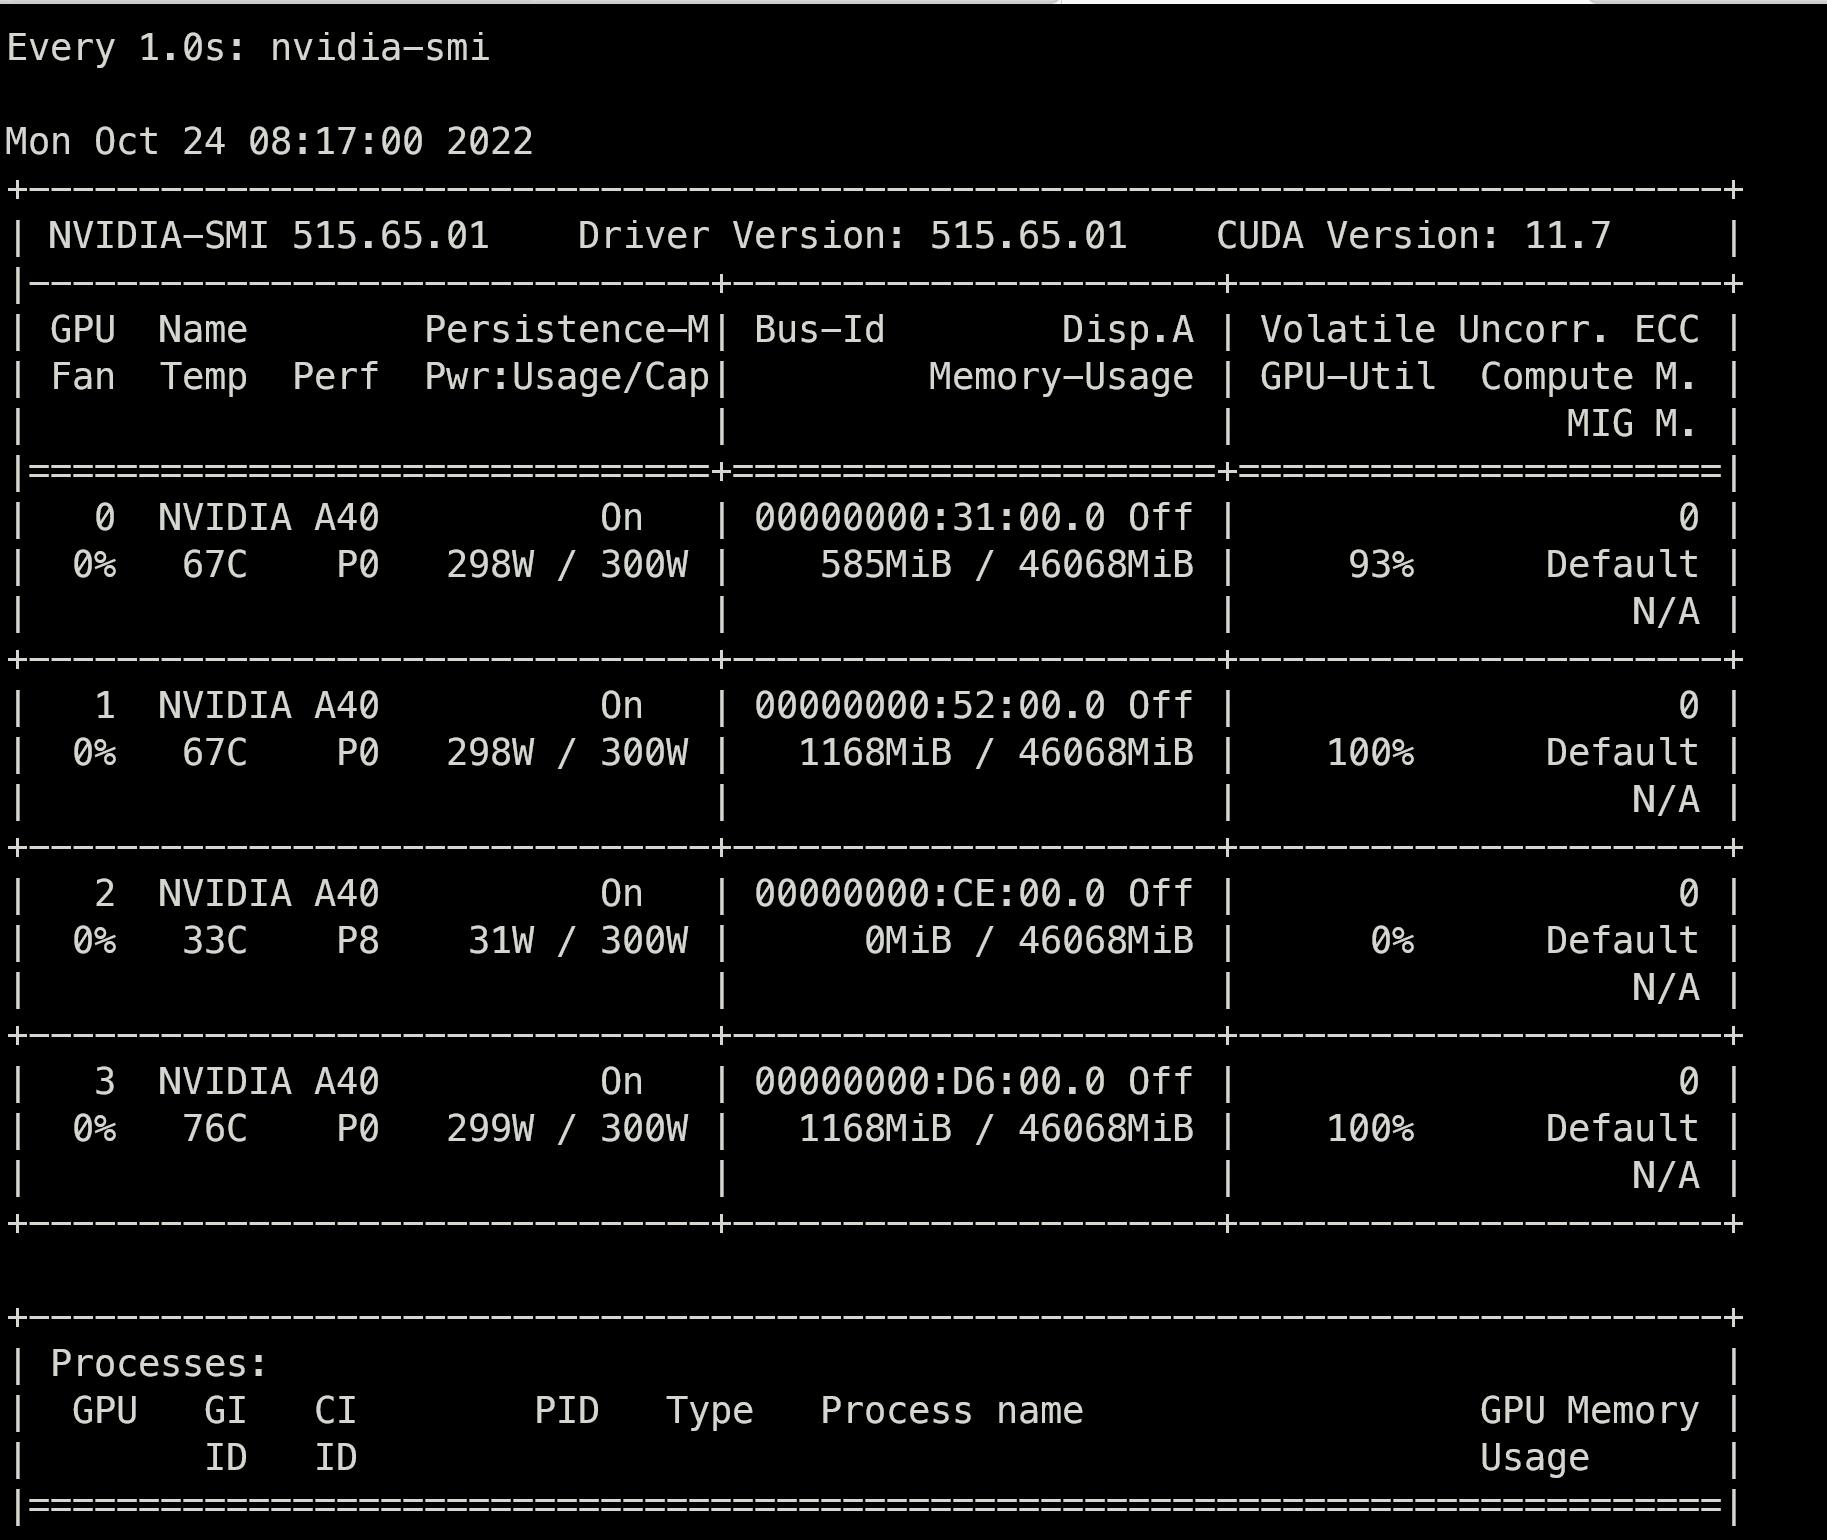 Every 1.0s: nvidia-smi
Mon Oct 24 08:17:00 2022
+-----------------------------------------------------------------------------+
| NVIDIA-SMI 515.65.01    Driver Version: 515.65.01    CUDA Version: 11.7     |
|-------------------------------+----------------------+----------------------+
| GPU  Name        Persistence-M| Bus-Id        Disp.A | Volatile Uncorr. ECC |
| Fan  Temp  Perf  Pwr:Usage/Cap|         Memory-Usage | GPU-Util  Compute M. |
|                               |                      |               MIG M. |
|===============================+======================+======================|
|   0  NVIDIA A40          On   | 00000000:31:00.0 Off |                    0 |
|  0%   67C    P0   298W / 300W |    585MiB / 46068MiB |     93%      Default |
|                               |                      |                  N/A |
+-------------------------------+----------------------+----------------------+
|   1  NVIDIA A40          On   | 00000000:52:00.0 Off |                    0 |
|  0%   67C    P0   298W / 300W |   1168MiB / 46068MiB |    100%      Default |
|                               |                      |                  N/A |
+-------------------------------+----------------------+----------------------+
|   2  NVIDIA A40          On   | 00000000:CE:00.0 Off |                    0 |
|  0%   33C    P8    31W / 300W |      0MiB / 46068MiB |      0%      Default |
|                               |                      |                  N/A |
+-------------------------------+----------------------+----------------------+
|   3  NVIDIA A40          On   | 00000000:D6:00.0 Off |                    0 |
|  0%   76C    P0   299W / 300W |   1168MiB / 46068MiB |    100%      Default |
|                               |                      |                  N/A |
+-------------------------------+----------------------+----------------------+
+-----------------------------------------------------------------------------+
| Processes:                                                                  |
|  GPU   GI   CI        PID   Type   Process name                  GPU Memory |
|        ID   ID                                                   Usage      |
|=============================================================================|